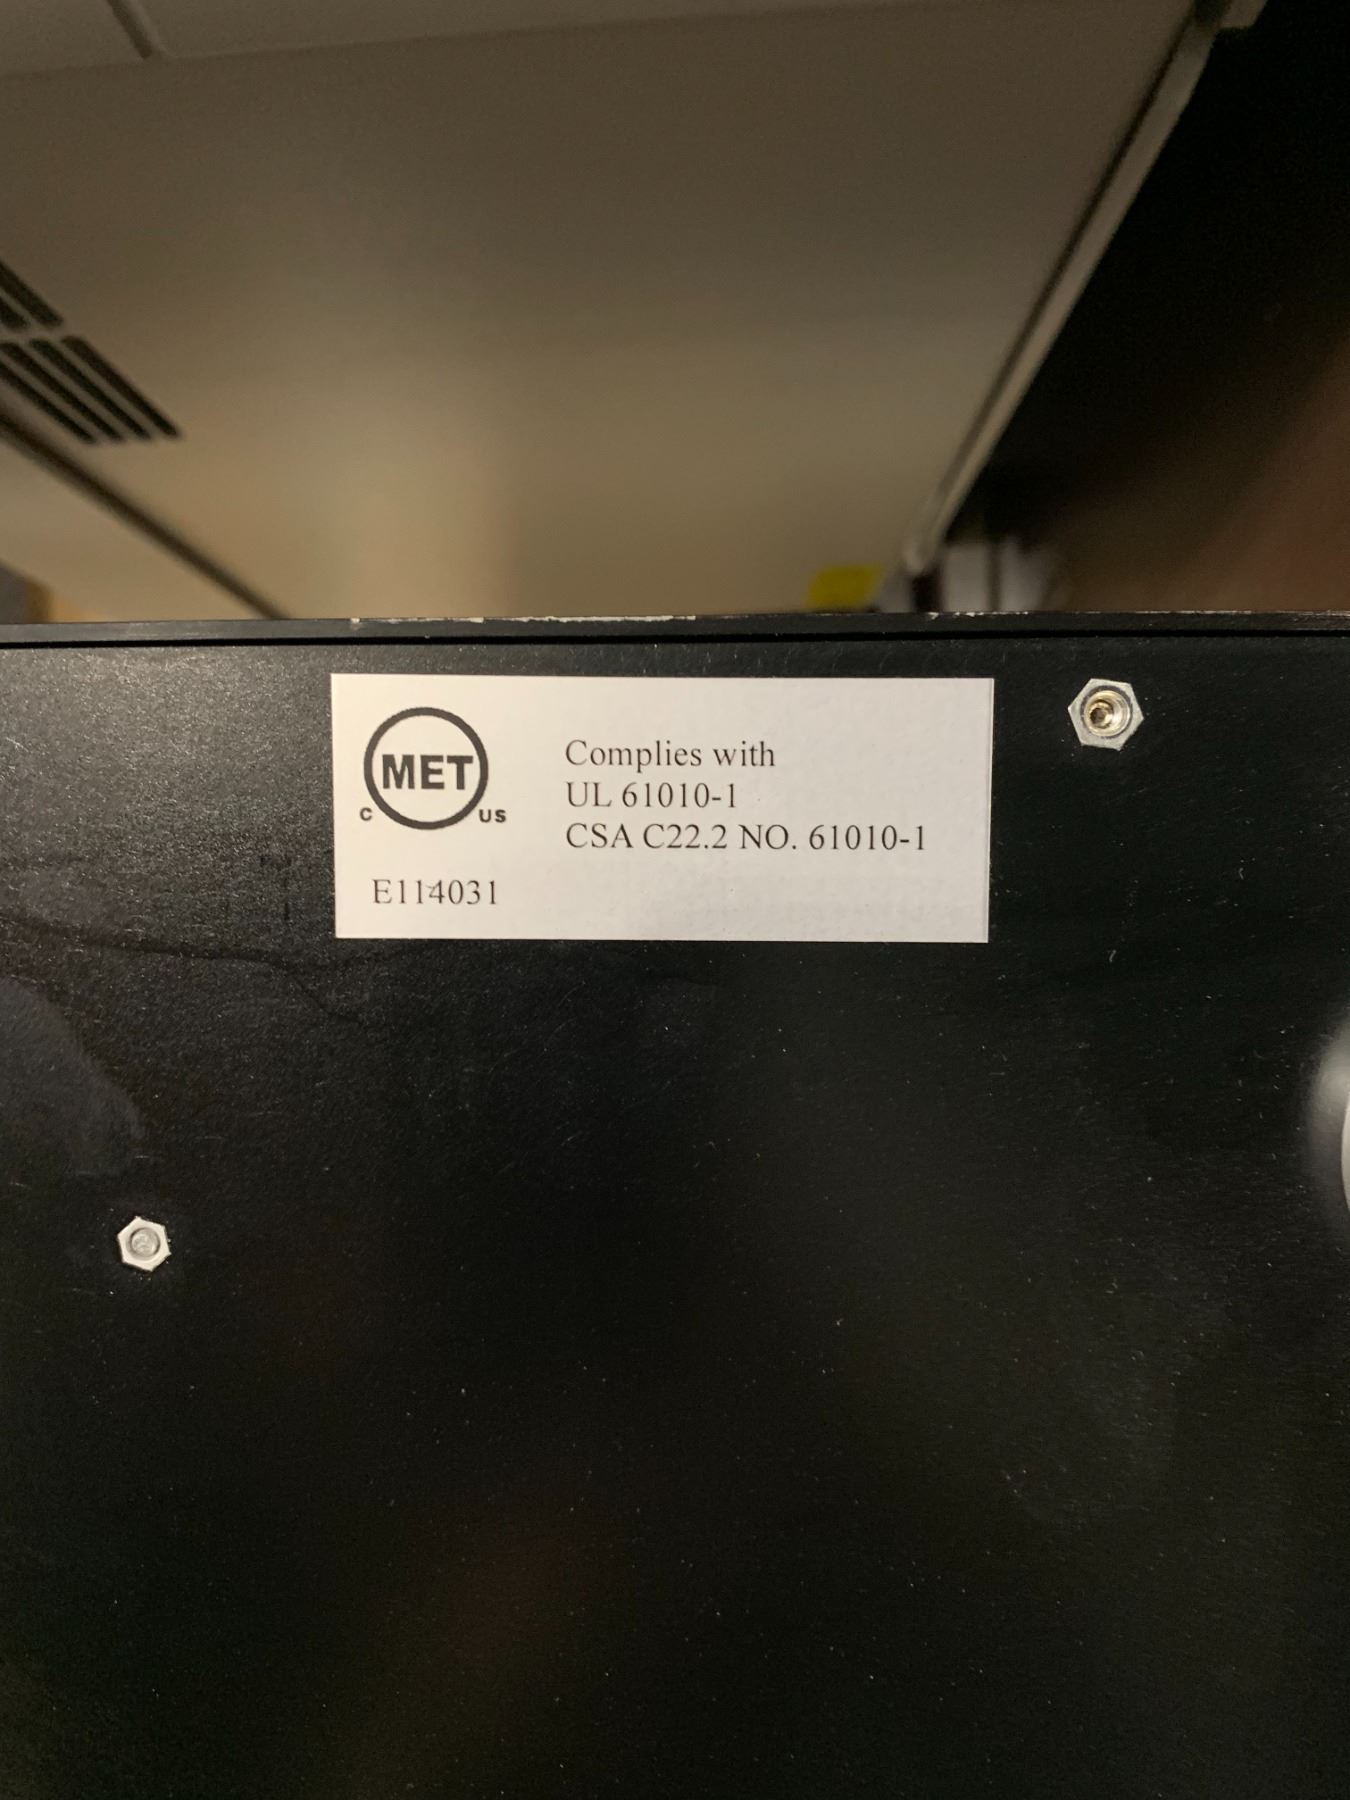 MET
C US
E114031
Complies with
UL 61010-1
CSA C22.2 NO. 61010-1